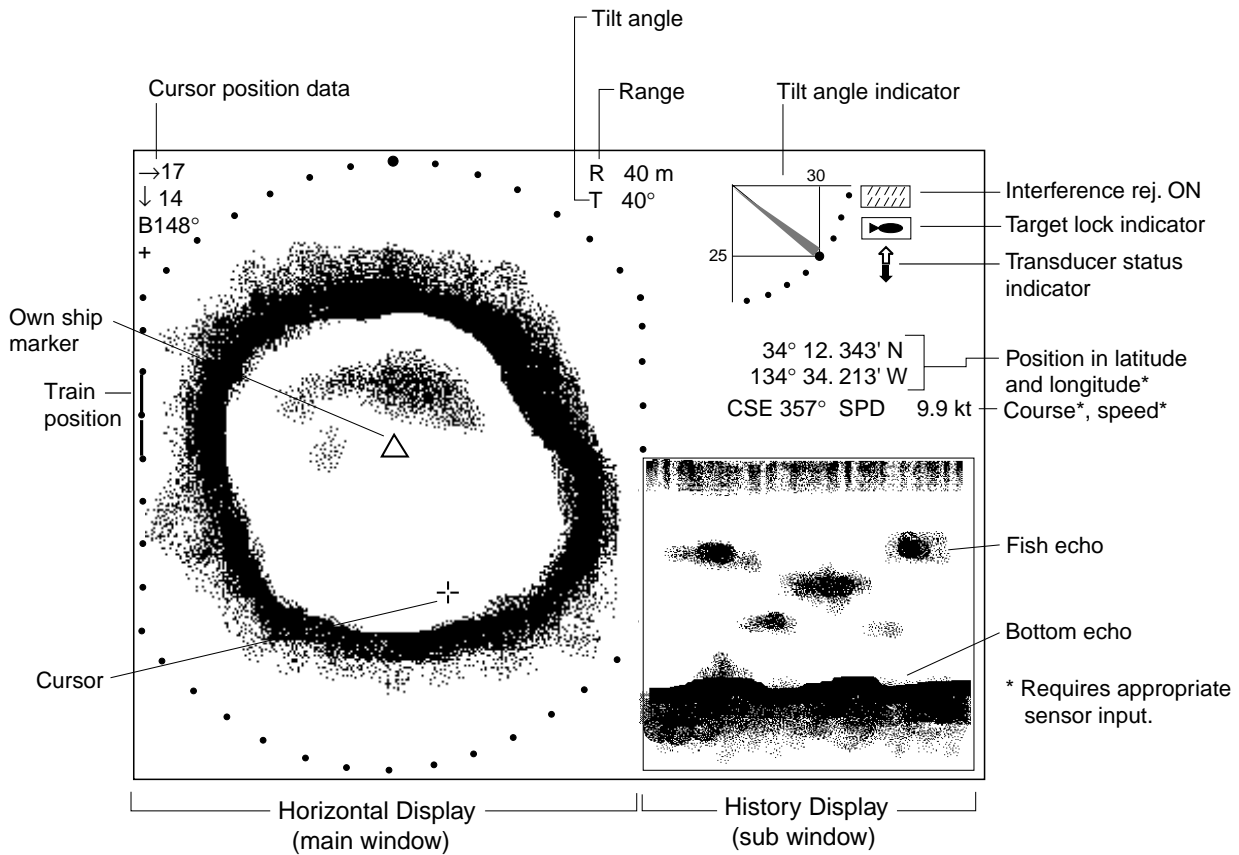 Tilt angle
Cursor position data
Range
Tilt angle indicator
→17
↓ 14
B148°
+
R 40 m
T 40°
30
25
Interference rej. ON
Target lock indicator
Transducer status
indicator
Own ship
marker
Train
position
34° 12. 343' N
134° 34. 213' W
Position in latitude
and longitude*
CSE 357° SPD 9.9 kt
Course*, speed*
Fish echo
Bottom echo
Cursor
* Requires appropriate
sensor input.
Horizontal Display
(main window)
History Display
(sub window)